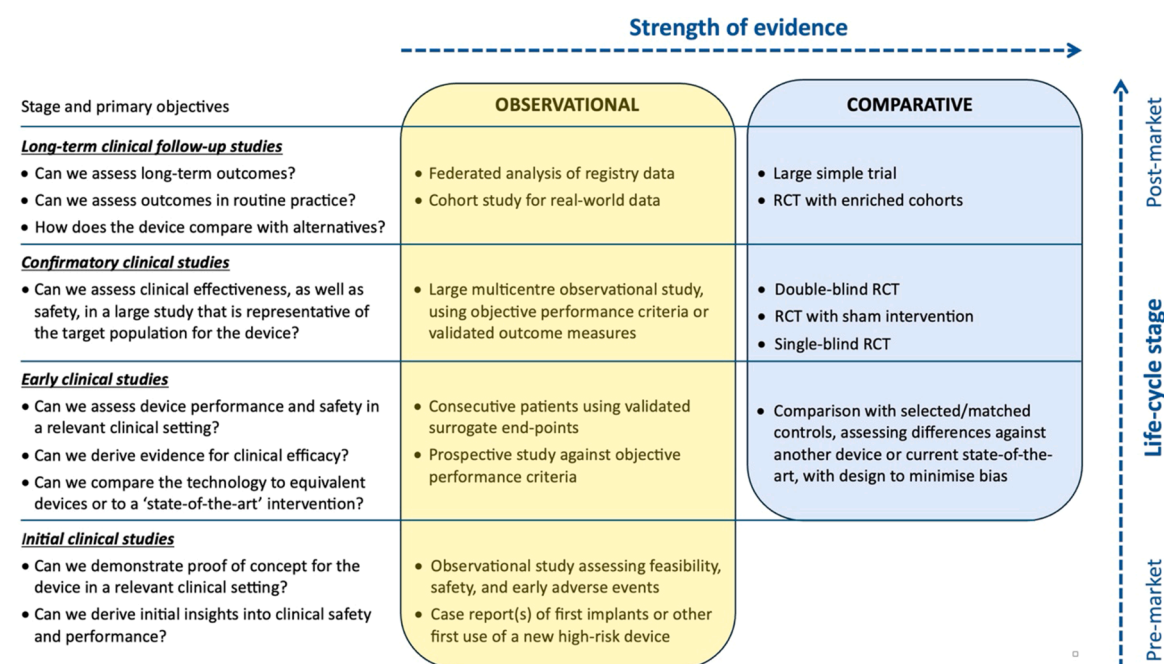 Strength of evidence
Stage and primary objectives
OBSERVATIONAL
COMPARATIVE
Long-term clinical follow-up studies
• Can we assess long-term outcomes?
• Can we assess outcomes in routine practice?
• How does the device compare with alternatives?
• Federated analysis of registry data
• Cohort study for real-world data
• Large simple trial
• RCT with enriched cohorts
Confirmatory clinical studies
• Can we assess clinical effectiveness, as well as
safety, in a large study that is representative of
the target population for the device?
• Large multicentre observational study,
using objective performance criteria or
validated outcome measures
• Double-blind RCT
• RCT with sham intervention
• Single-blind RCT
Early clinical studies
• Can we assess device performance and safety in
a relevant clinical setting?
• Can we derive evidence for clinical efficacy?
• Can we compare the technology to equivalent
devices or to a ‘state-of-the-art’ intervention?
• Consecutive patients using validated
surrogate end-points
• Prospective study against objective
performance criteria
• Comparison with selected/matched
controls, assessing differences against
another device or current state-of-the-
art, with design to minimise bias
Initial clinical studies
• Can we demonstrate proof of concept for the
device in a relevant clinical setting?
• Can we derive initial insights into clinical safety
and performance?
• Observational study assessing feasibility,
safety, and early adverse events
• Case report(s) of first implants or other
first use of a new high-risk device
Post-market
Life-cycle stage
Pre-market